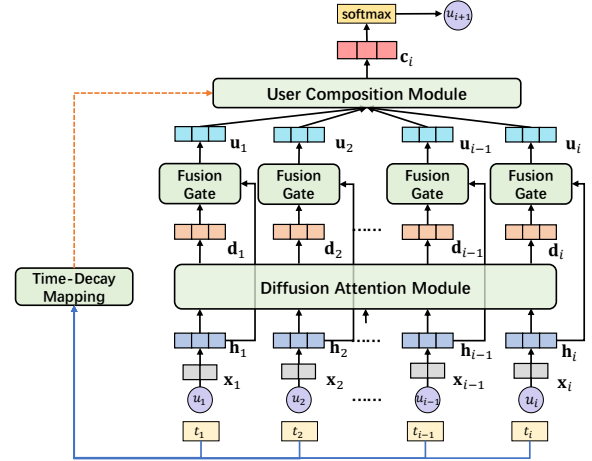 softmax
u_{i+1}
c_i
User Composition Module
u_1 u_2 u_{i−1} u_i
Fusion Gate
Fusion Gate
Fusion Gate
Fusion Gate
d_1 d_2 ...... d_{i−1} d_i
Time-Decay
Mapping
Diffusion Attention Module
h_1 h_2 ...... h_{i−1} h_i
x_1 x_2 x_{i−1} x_i
u_1 u_2 ...... u_{i−1} u_i
t_1 t_2 t_{i−1} t_i